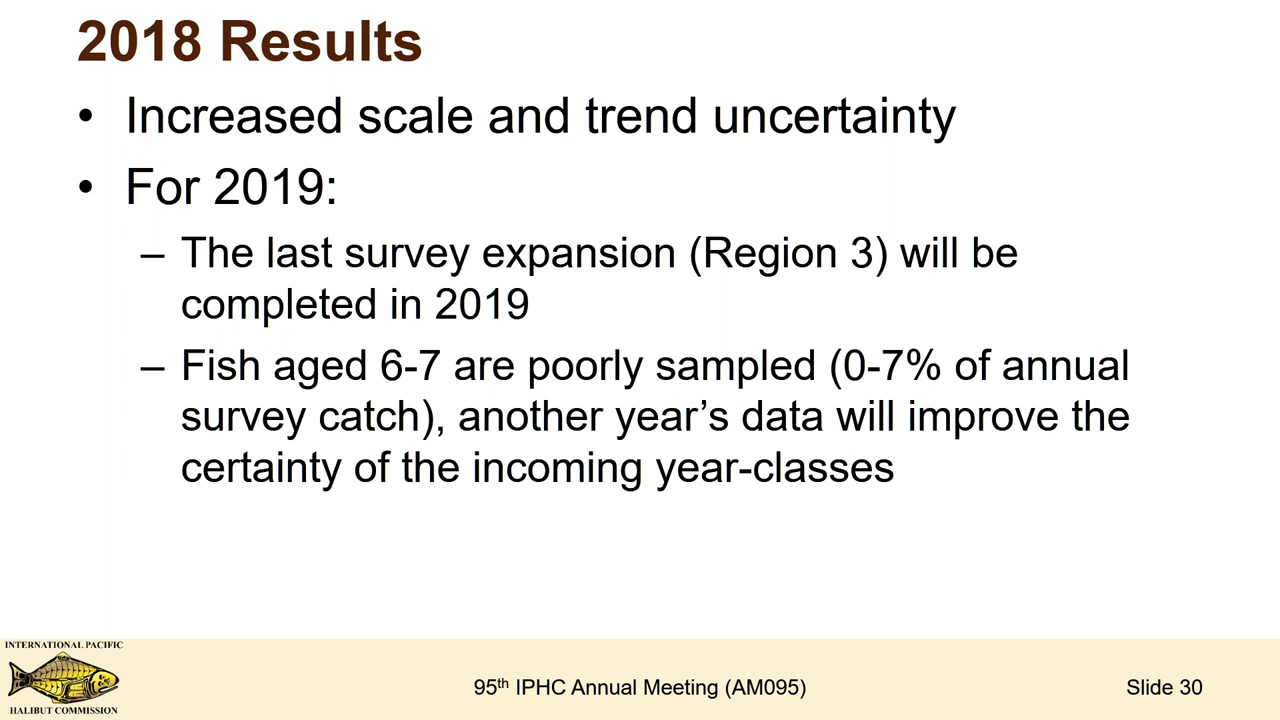 2018 Results
• Increased scale and trend uncertainty
• For 2019:
– The last survey expansion (Region 3) will be
completed in 2019
– Fish aged 6-7 are poorly sampled (0-7% of annual
survey catch), another year’s data will improve the
certainty of the incoming year-classes
INTERNATIONAL PACIFIC
HALIBUT COMMISSION
95th IPHC Annual Meeting (AM095)
Slide 30